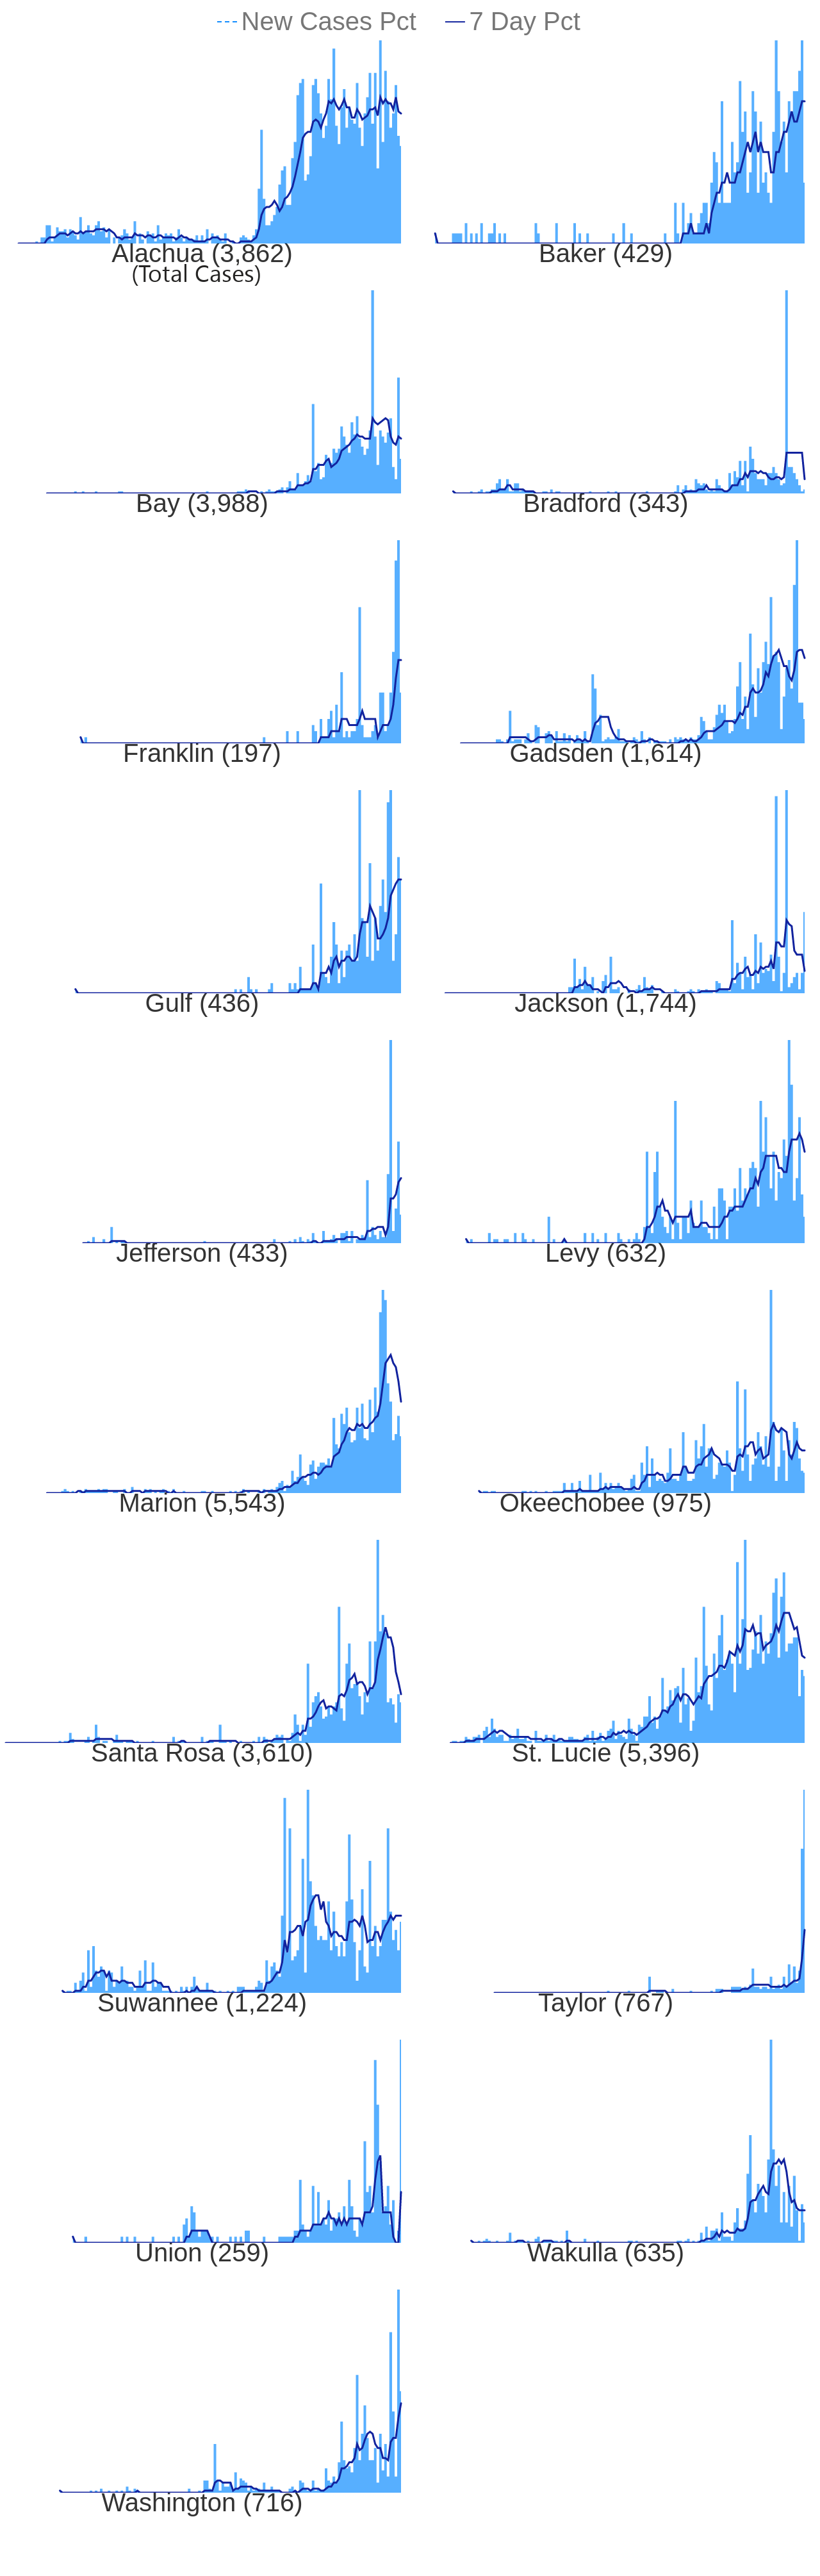 New Cases Pct 7 Day Pct
Alachua (3,862) Baker (429)
(Total Cases)
Bay (3,988) Bradford (343)
Franklin (197) Gadsden (1,614)
Gulf (436) Jackson (1,744)
Jefferson (433) Levy (632)
Marion (5,543) Okeechobee (975)
Santa Rosa (3,610) St. Lucie (5,396)
Suwannee (1,224) Taylor (767)
Union (259) Wakulla (635)
Washington (716)